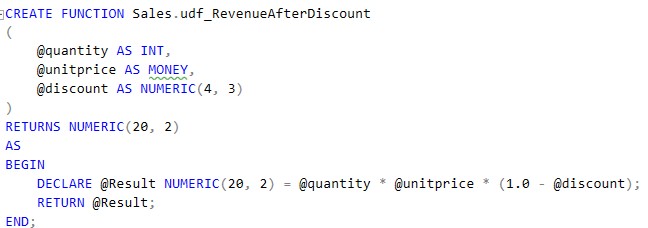 CREATE FUNCTION Sales.udf_RevenueAfterDiscount
(
    @quantity AS INT,
    @unitprice AS MONEY,
    @discount AS NUMERIC(4, 3)
)
RETURNS NUMERIC(20, 2)
AS
BEGIN
    DECLARE @Result NUMERIC(20, 2) = @quantity * @unitprice * (1.0 - @discount);
    RETURN @Result;
END;